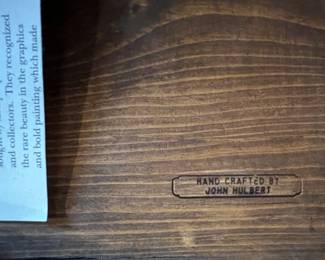 and collectors. They recognized
the rare beauty in the graphics
and bold painting which made
HAND CRAFTED BY
JOHN HULBERT